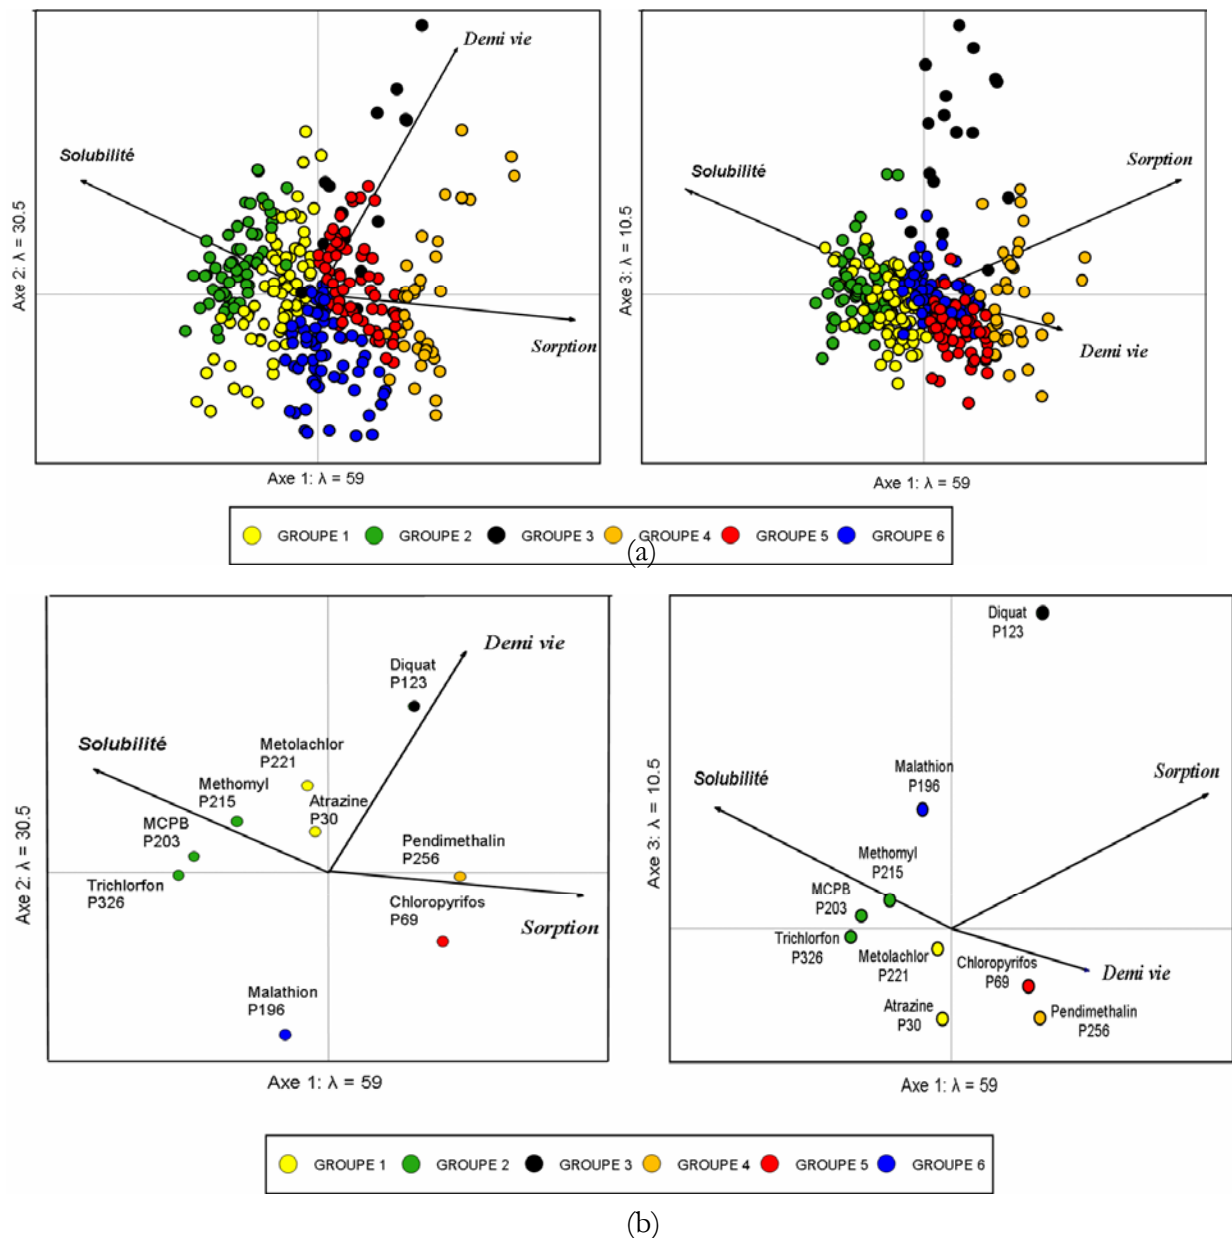 Demi vie
Solubilité
Sorption
Axe 2: λ = 30.5
Axe 1: λ = 59
Sorption
Solubilité
Demi vie
Axe 3: λ = 10.5
Axe 1: λ = 59
GROUPE 1 GROUPE 2 GROUPE 3 GROUPE 4 GROUPE 5 GROUPE 6
(a)
Demi vie
Diquat
P123
Solubilité
Metolachlor
P221
Methomyl
P215
Atrazine
P30
MCPB
P203
Pendimethalin
P256
Trichlorfon
P326
Chloropyrifos
P69
Sorption
Malathion
P196
Axe 2: λ = 30.5
Axe 1: λ = 59
Diquat
P123
Malathion
P196
Sorption
Solubilité
Methomyl
P215
MCPB
P203
Trichlorfon
P326
Metolachlor
P221
Chloropyrifos
P69
Demi vie
Atrazine
P30
Pendimethalin
P256
Axe 3: λ = 10.5
Axe 1: λ = 59
GROUPE 1 GROUPE 2 GROUPE 3 GROUPE 4 GROUPE 5 GROUPE 6
(b)